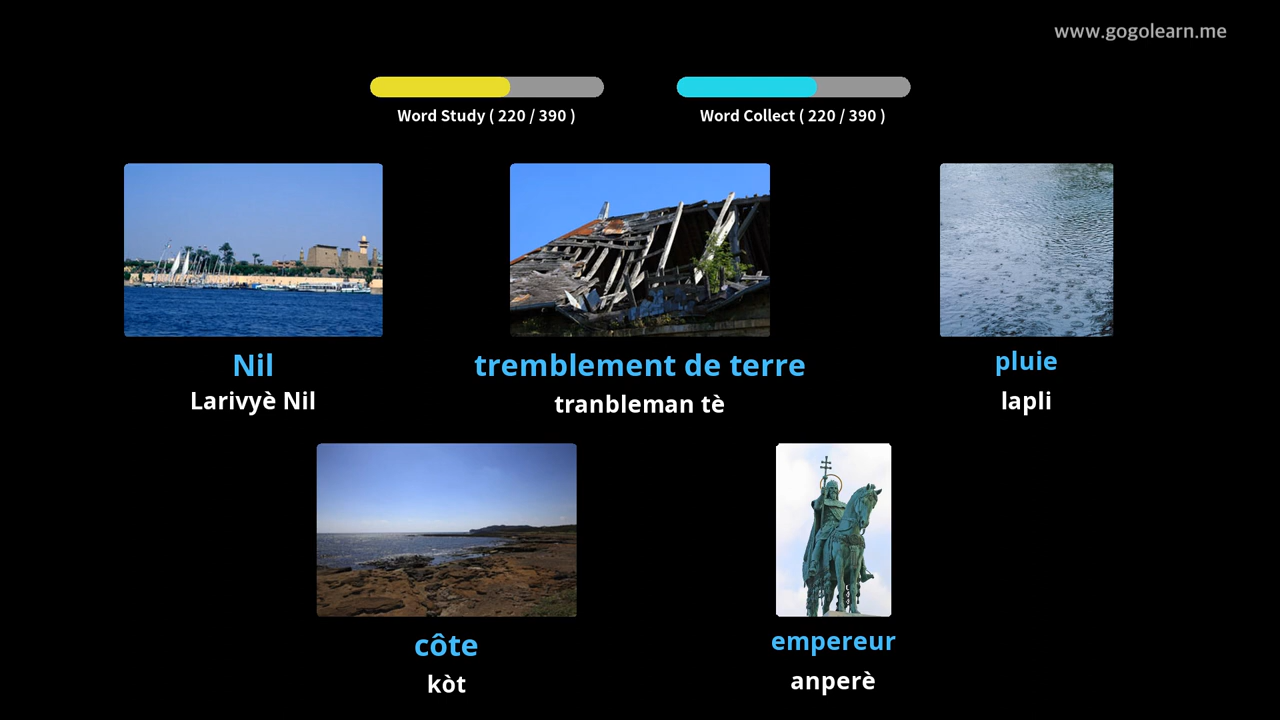 www.gogolearn.me
Word Study ( 220 / 390 )
Word Collect ( 220 / 390 )
Nil
Larivyè Nil
tremblement de terre
tranbleman tè
pluie
lapli
côte
kòt
empereur
anperè